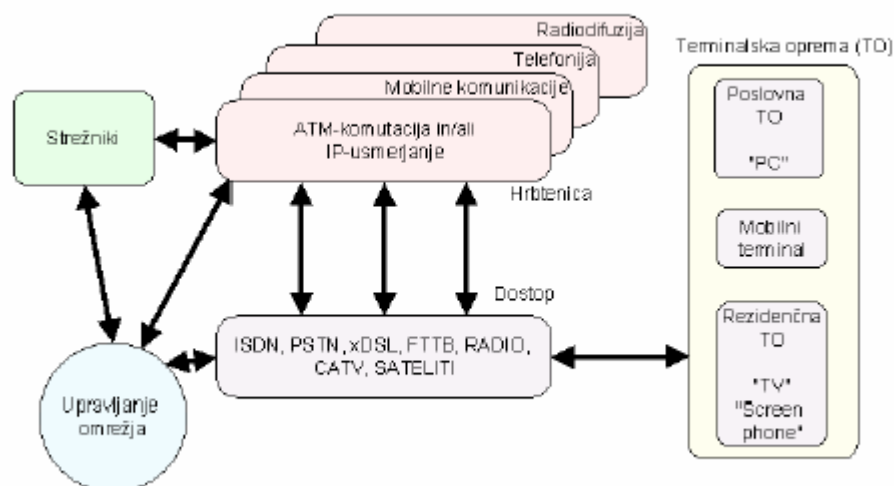 Radiodifuzija
Telefonija
Mobilne komunikacije
ATM-komutacija in/ali
IP-usmerjanje
Hrbtenica
Strežniki
Dostop
ISDN, PSTN ,xDSL, FTTB, RADIO,
CATV, SATELITI
Upravljanje
omrežja
Terminalska oprema (TO)
Poslovna
TO
"PC"
Mobilni
terminal
Rezidenčna
TO
"TV"
"Screen
phone"